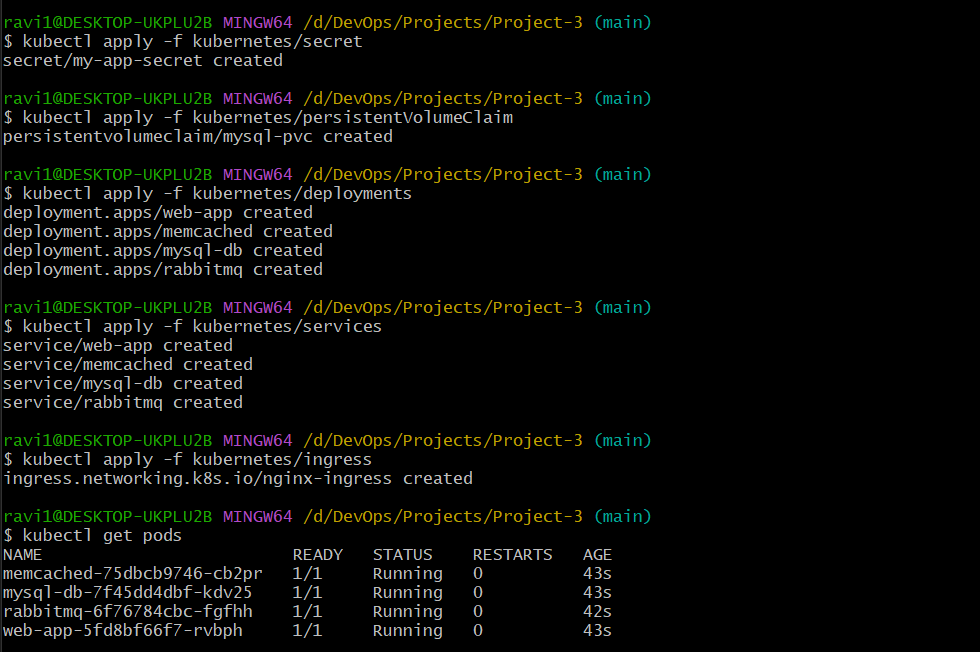 ravi1@DESKTOP-UKPLU2B MINGW64 /d/DevOps/Projects/Project-3 (main)
$ kubectl apply -f kubernetes/secret
secret/my-app-secret created
ravi1@DESKTOP-UKPLU2B MINGW64 /d/DevOps/Projects/Project-3 (main)
$ kubectl apply -f kubernetes/persistentVolumeClaim
persistentvolumeclaim/mysql-pvc created
ravi1@DESKTOP-UKPLU2B MINGW64 /d/DevOps/Projects/Project-3 (main)
$ kubectl apply -f kubernetes/deployments
deployment.apps/web-app created
deployment.apps/memcached created
deployment.apps/mysql-db created
deployment.apps/rabbitmq created
ravi1@DESKTOP-UKPLU2B MINGW64 /d/DevOps/Projects/Project-3 (main)
$ kubectl apply -f kubernetes/services
service/web-app created
service/memcached created
service/mysql-db created
service/rabbitmq created
ravi1@DESKTOP-UKPLU2B MINGW64 /d/DevOps/Projects/Project-3 (main)
$ kubectl apply -f kubernetes/ingress
ingress.networking.k8s.io/nginx-ingress created
ravi1@DESKTOP-UKPLU2B MINGW64 /d/DevOps/Projects/Project-3 (main)
$ kubectl get pods
NAME READY STATUS RESTARTS AGE
memcached-75dbcb9746-cb2pr 1/1 Running 0 43s
mysql-db-7f45dd4dbf-kdv25 1/1 Running 0 43s
rabbitmq-6f76784cbc-fgfhh 1/1 Running 0 42s
web-app-5fd8bf66f7-rvbph 1/1 Running 0 43s